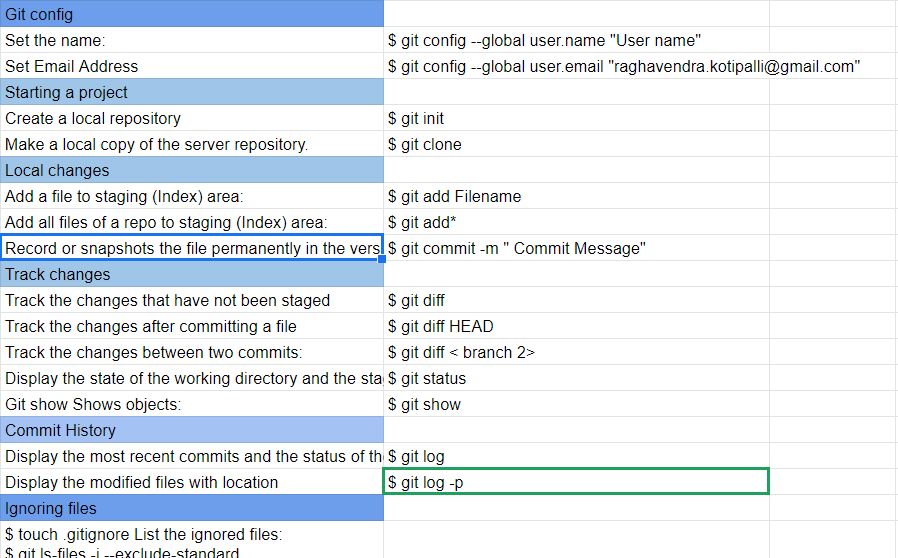 Git config
Set the name: $ git config --global user.name "User name"
Set Email Address $ git config --global user.email "raghavendra.kotipalli@gmail.com"
Starting a project
Create a local repository $ git init
Make a local copy of the server repository. $ git clone
Local changes
Add a file to staging (Index) area: $ git add Filename
Add all files of a repo to staging (Index) area: $ git add*
Record or snapshots the file permanently in the vers $ git commit -m " Commit Message"
Track changes
Track the changes that have not been staged $ git diff
Track the changes after committing a file $ git diff HEAD
Track the changes between two commits: $ git diff < branch 2>
Display the state of the working directory and the sta $ git status
Git show Shows objects: $ git show
Commit History
Display the most recent commits and the status of th $ git log
Display the modified files with location $ git log -p
Ignoring files
$ touch .gitignore List the ignored files:
$ git ls-files -i --exclude-standard